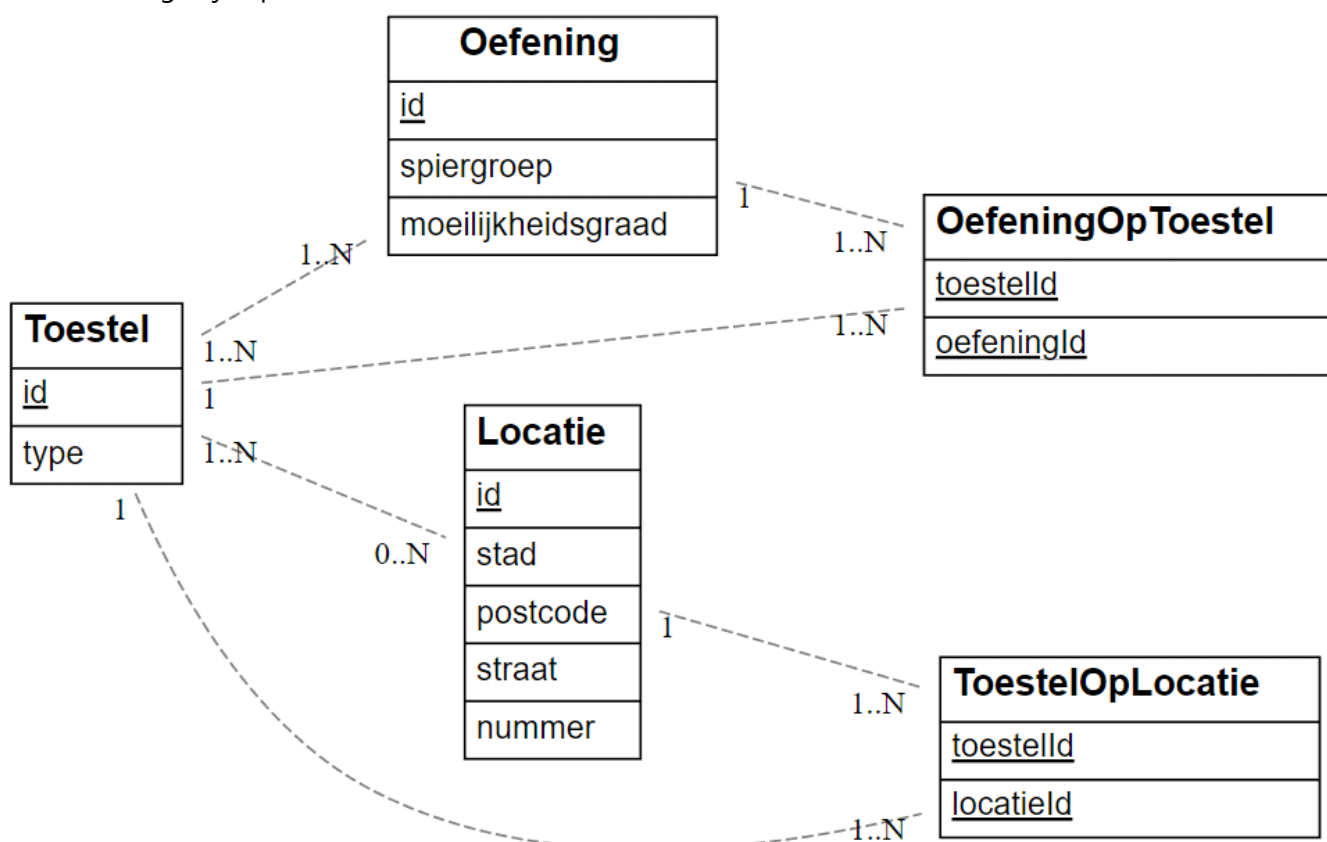 Oefening
id
spiergroep
moeilijkheidsgraad
1
1..N
OefeningOpToestel
toestelId
oefeningId
1..N
1..N
1..N
Toestel
id
type
1
1..N
1
Locatie
id
stad
postcode
straat
nummer
0..N
1
1..N
ToestelOpLocatie
toestelId
locatieId
1..N